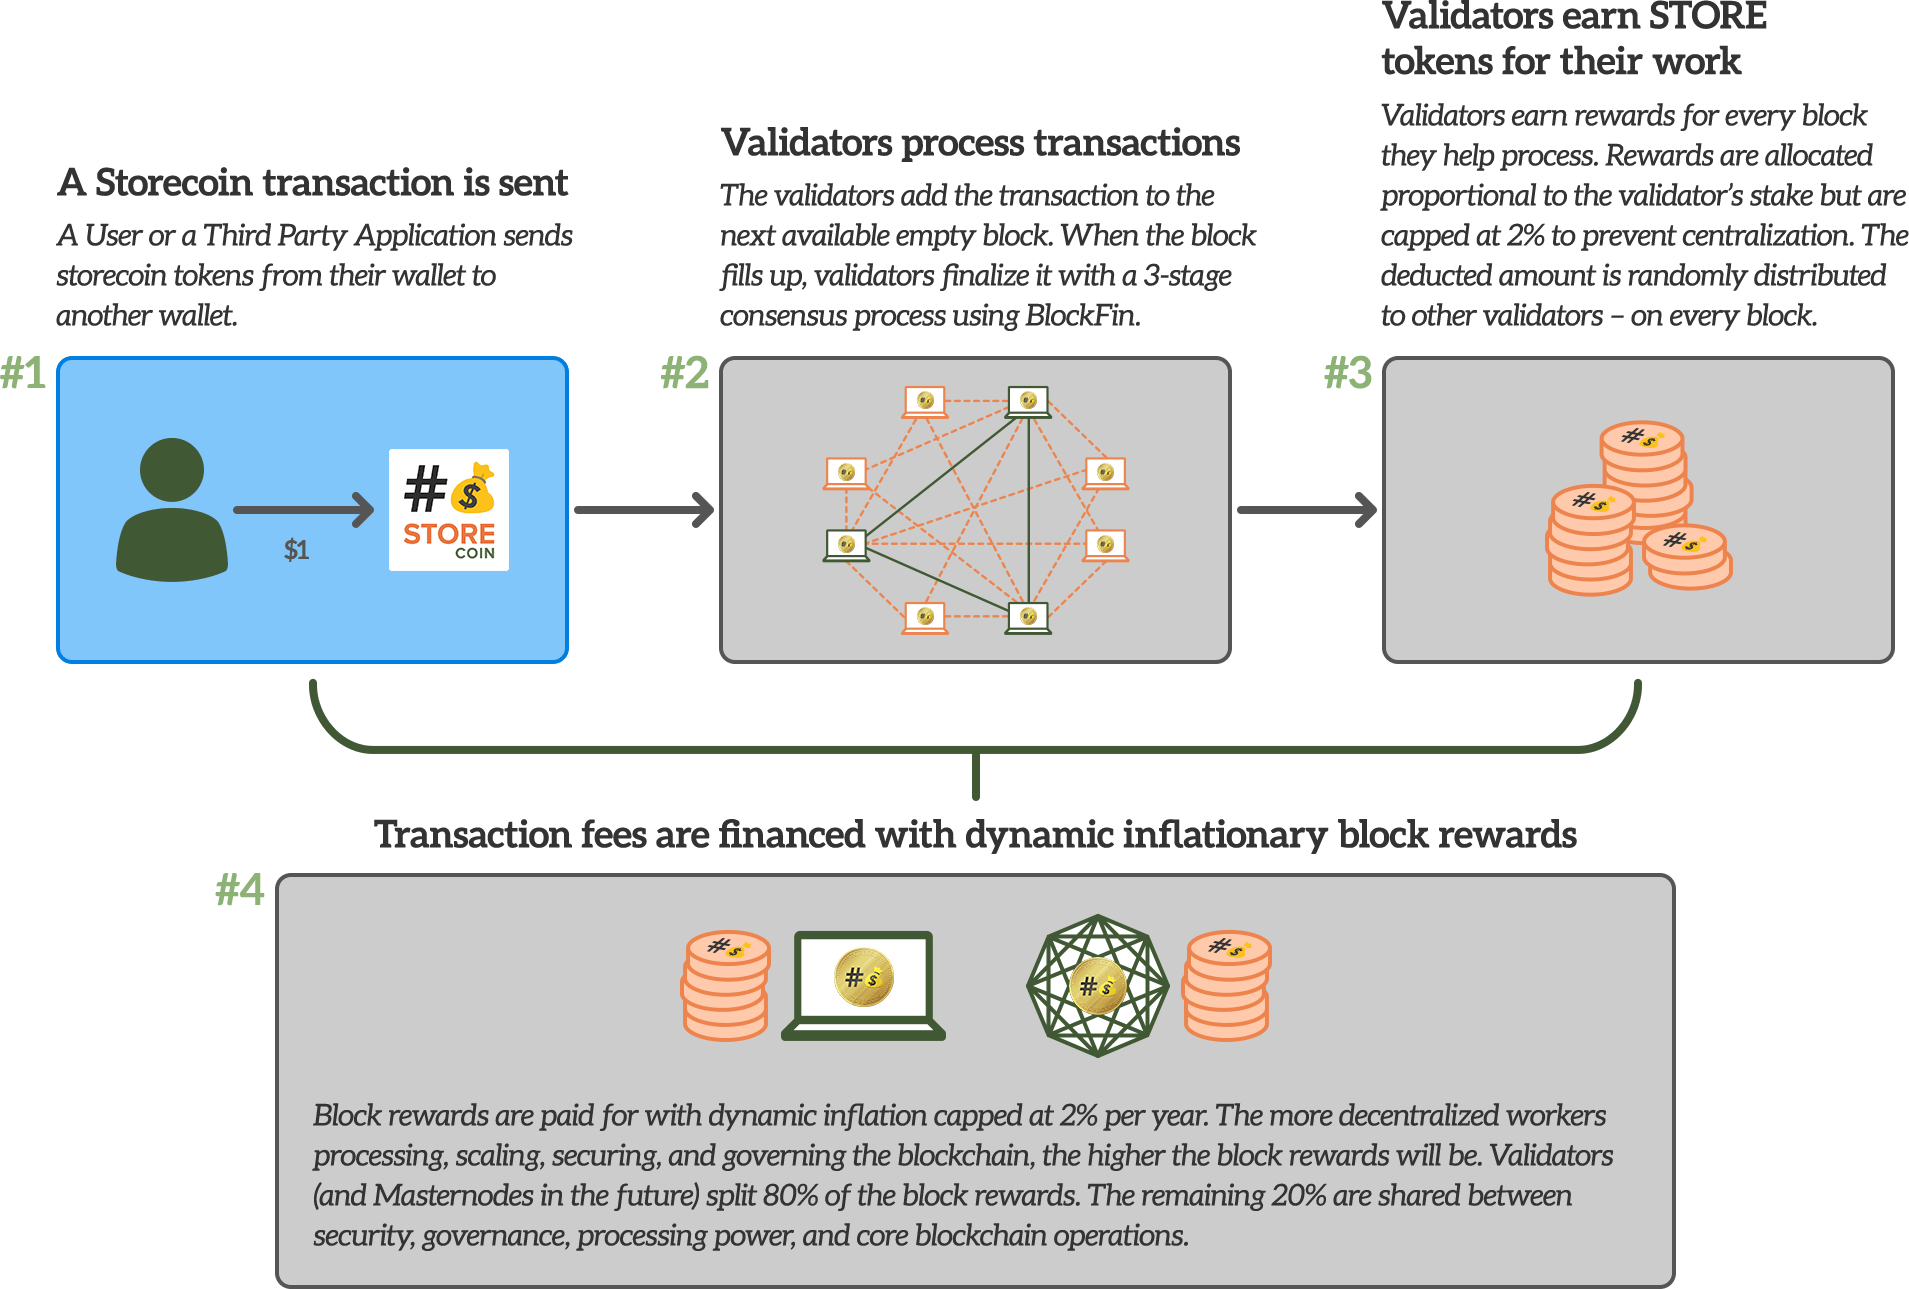 A Storecoin transaction is sent
A User or a Third Party Application sends
storecoin tokens from their wallet to
another wallet.
#1
$1
#$
STORE
COIN
Validators process transactions
The validators add the transaction to the
next available empty block. When the block
fills up, validators finalize it with a 3-stage
consensus process using BlockFin.
#2
Validators earn STORE
tokens for their work
Validators earn rewards for every block
they help process. Rewards are allocated
proportional to the validator’s stake but are
capped at 2% to prevent centralization. The
deducted amount is randomly distributed
to other validators – on every block.
#3
#$
#$
#$
Transaction fees are financed with dynamic inflationary block rewards
#4
#$
#$
#$
#$
Block rewards are paid for with dynamic inflation capped at 2% per year. The more decentralized workers
processing, scaling, securing, and governing the blockchain, the higher the block rewards will be. Validators
(and Masternodes in the future) split 80% of the block rewards. The remaining 20% are shared between
security, governance, processing power, and core blockchain operations.